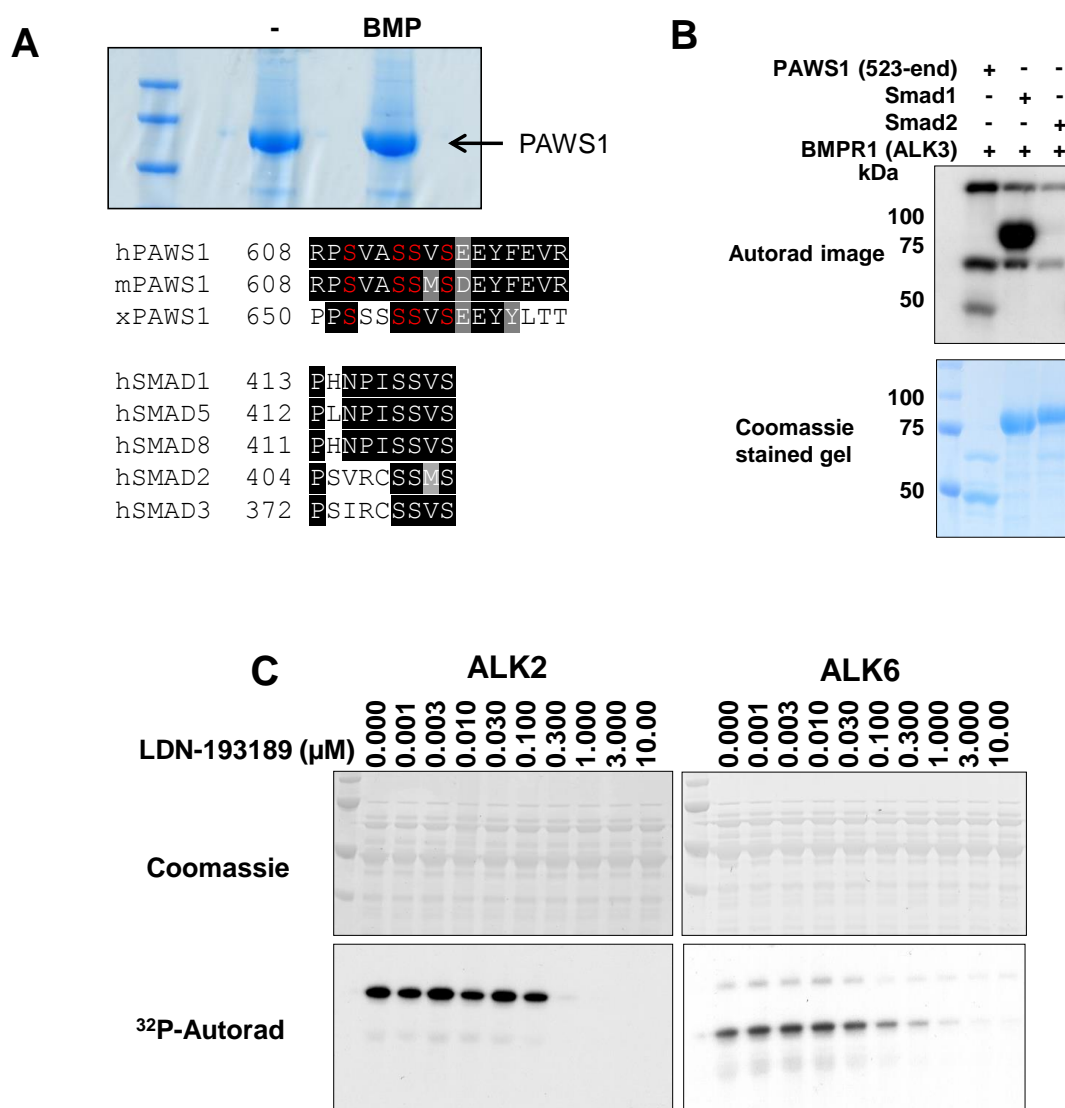 A
- BMP
PAWS1
hPAWS1 608 RPSVASSVSEEYFEVR
mPAWS1 608 RPSVASSMSDEYFEVR
xPAWS1 650 PPSSSSSVSEEYYLTT
hSMAD1 413 PHNPISSVS
hSMAD5 412 PLNPISSVS
hSMAD8 411 PHNPISSVS
hSMAD2 404 PSVRCSSMS
hSMAD3 372 PSIRCSSVS
B
PAWS1 (523-end) + - -
Smad1 - + -
Smad2 - - +
BMPR1 (ALK3) + + +
kDa
100
75
50
Autorad image
100
75
50
Coomassie
stained gel
C
ALK2 ALK6
LDN-193189 (µM) 0.000 0.001 0.003 0.010 0.030 0.100 0.300 1.000 3.000 10.00 0.000 0.001 0.003 0.010 0.030 0.100 0.300 1.000 3.000 10.00
Coomassie
³²P-Autorad